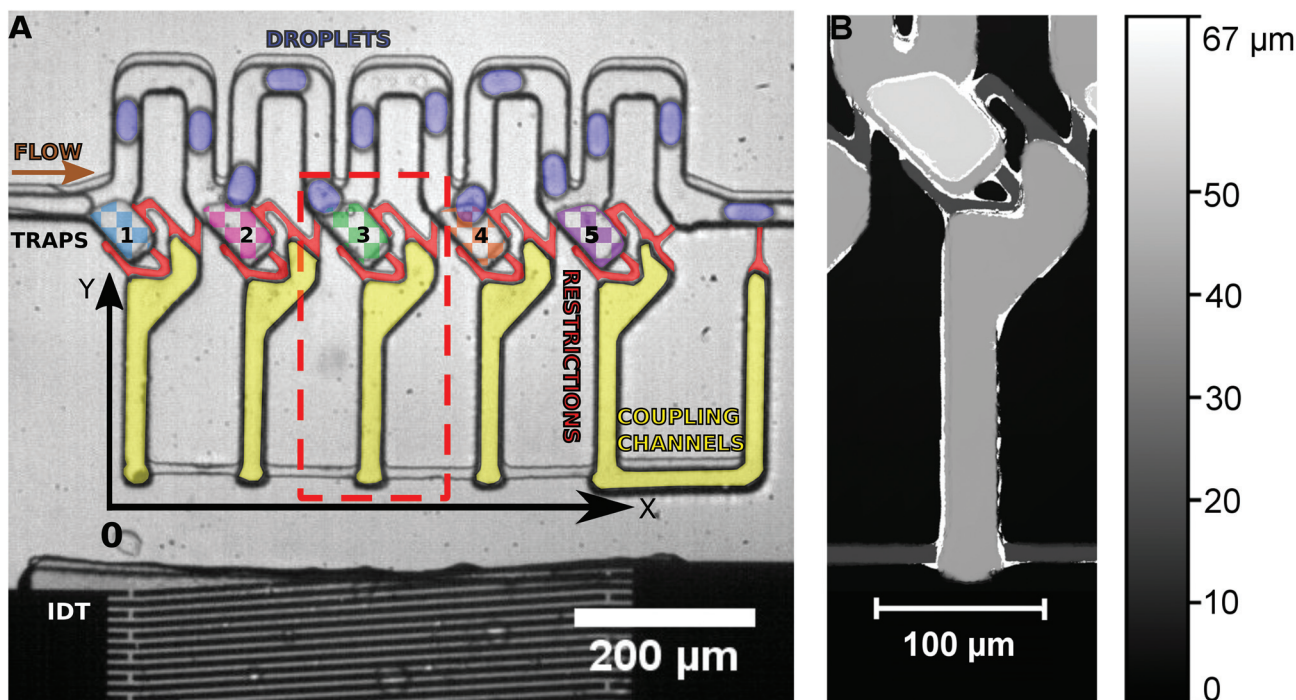 A
DROPLETS
FLOW
TRAPS
1
2
3
4
5
Y
RESTRICTIONS
COUPLING
CHANNELS
X
0
IDT
200 µm
B
100 µm
67 µm
50
40
30
20
10
0